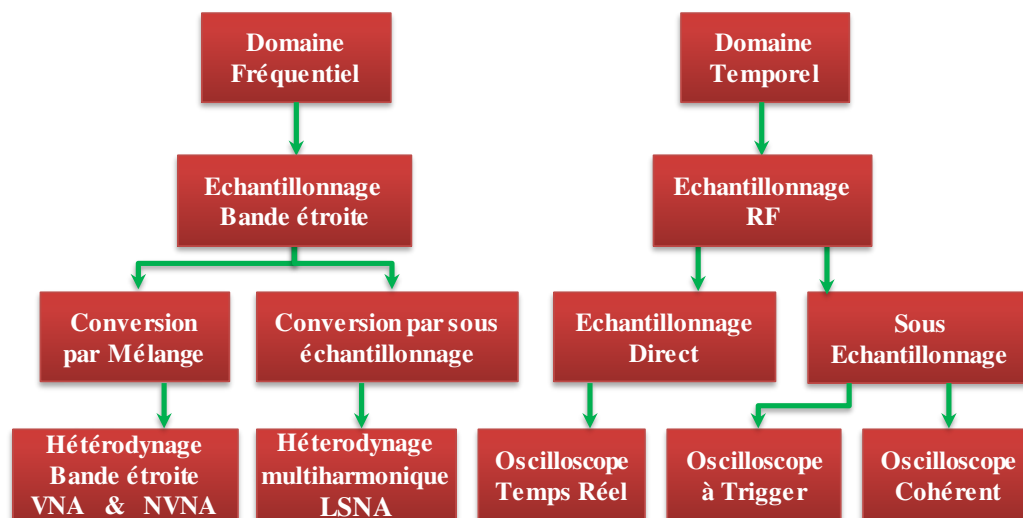 Domaine
Fréquentiel
Domaine
Temporel
Echantillonnage
Bande étroite
Echantillonnage
RF
Conversion
par Mélange
Conversion par sous
échantillonnage
Echantillonnage
Direct
Sous
Echantillonnage
Hétérodynage
Bande étroite
VNA & NVNA
Héterodynage
multiharmonique
LSNA
Oscilloscope
Temps Réel
Oscilloscope
à Trigger
Oscilloscope
Cohérent